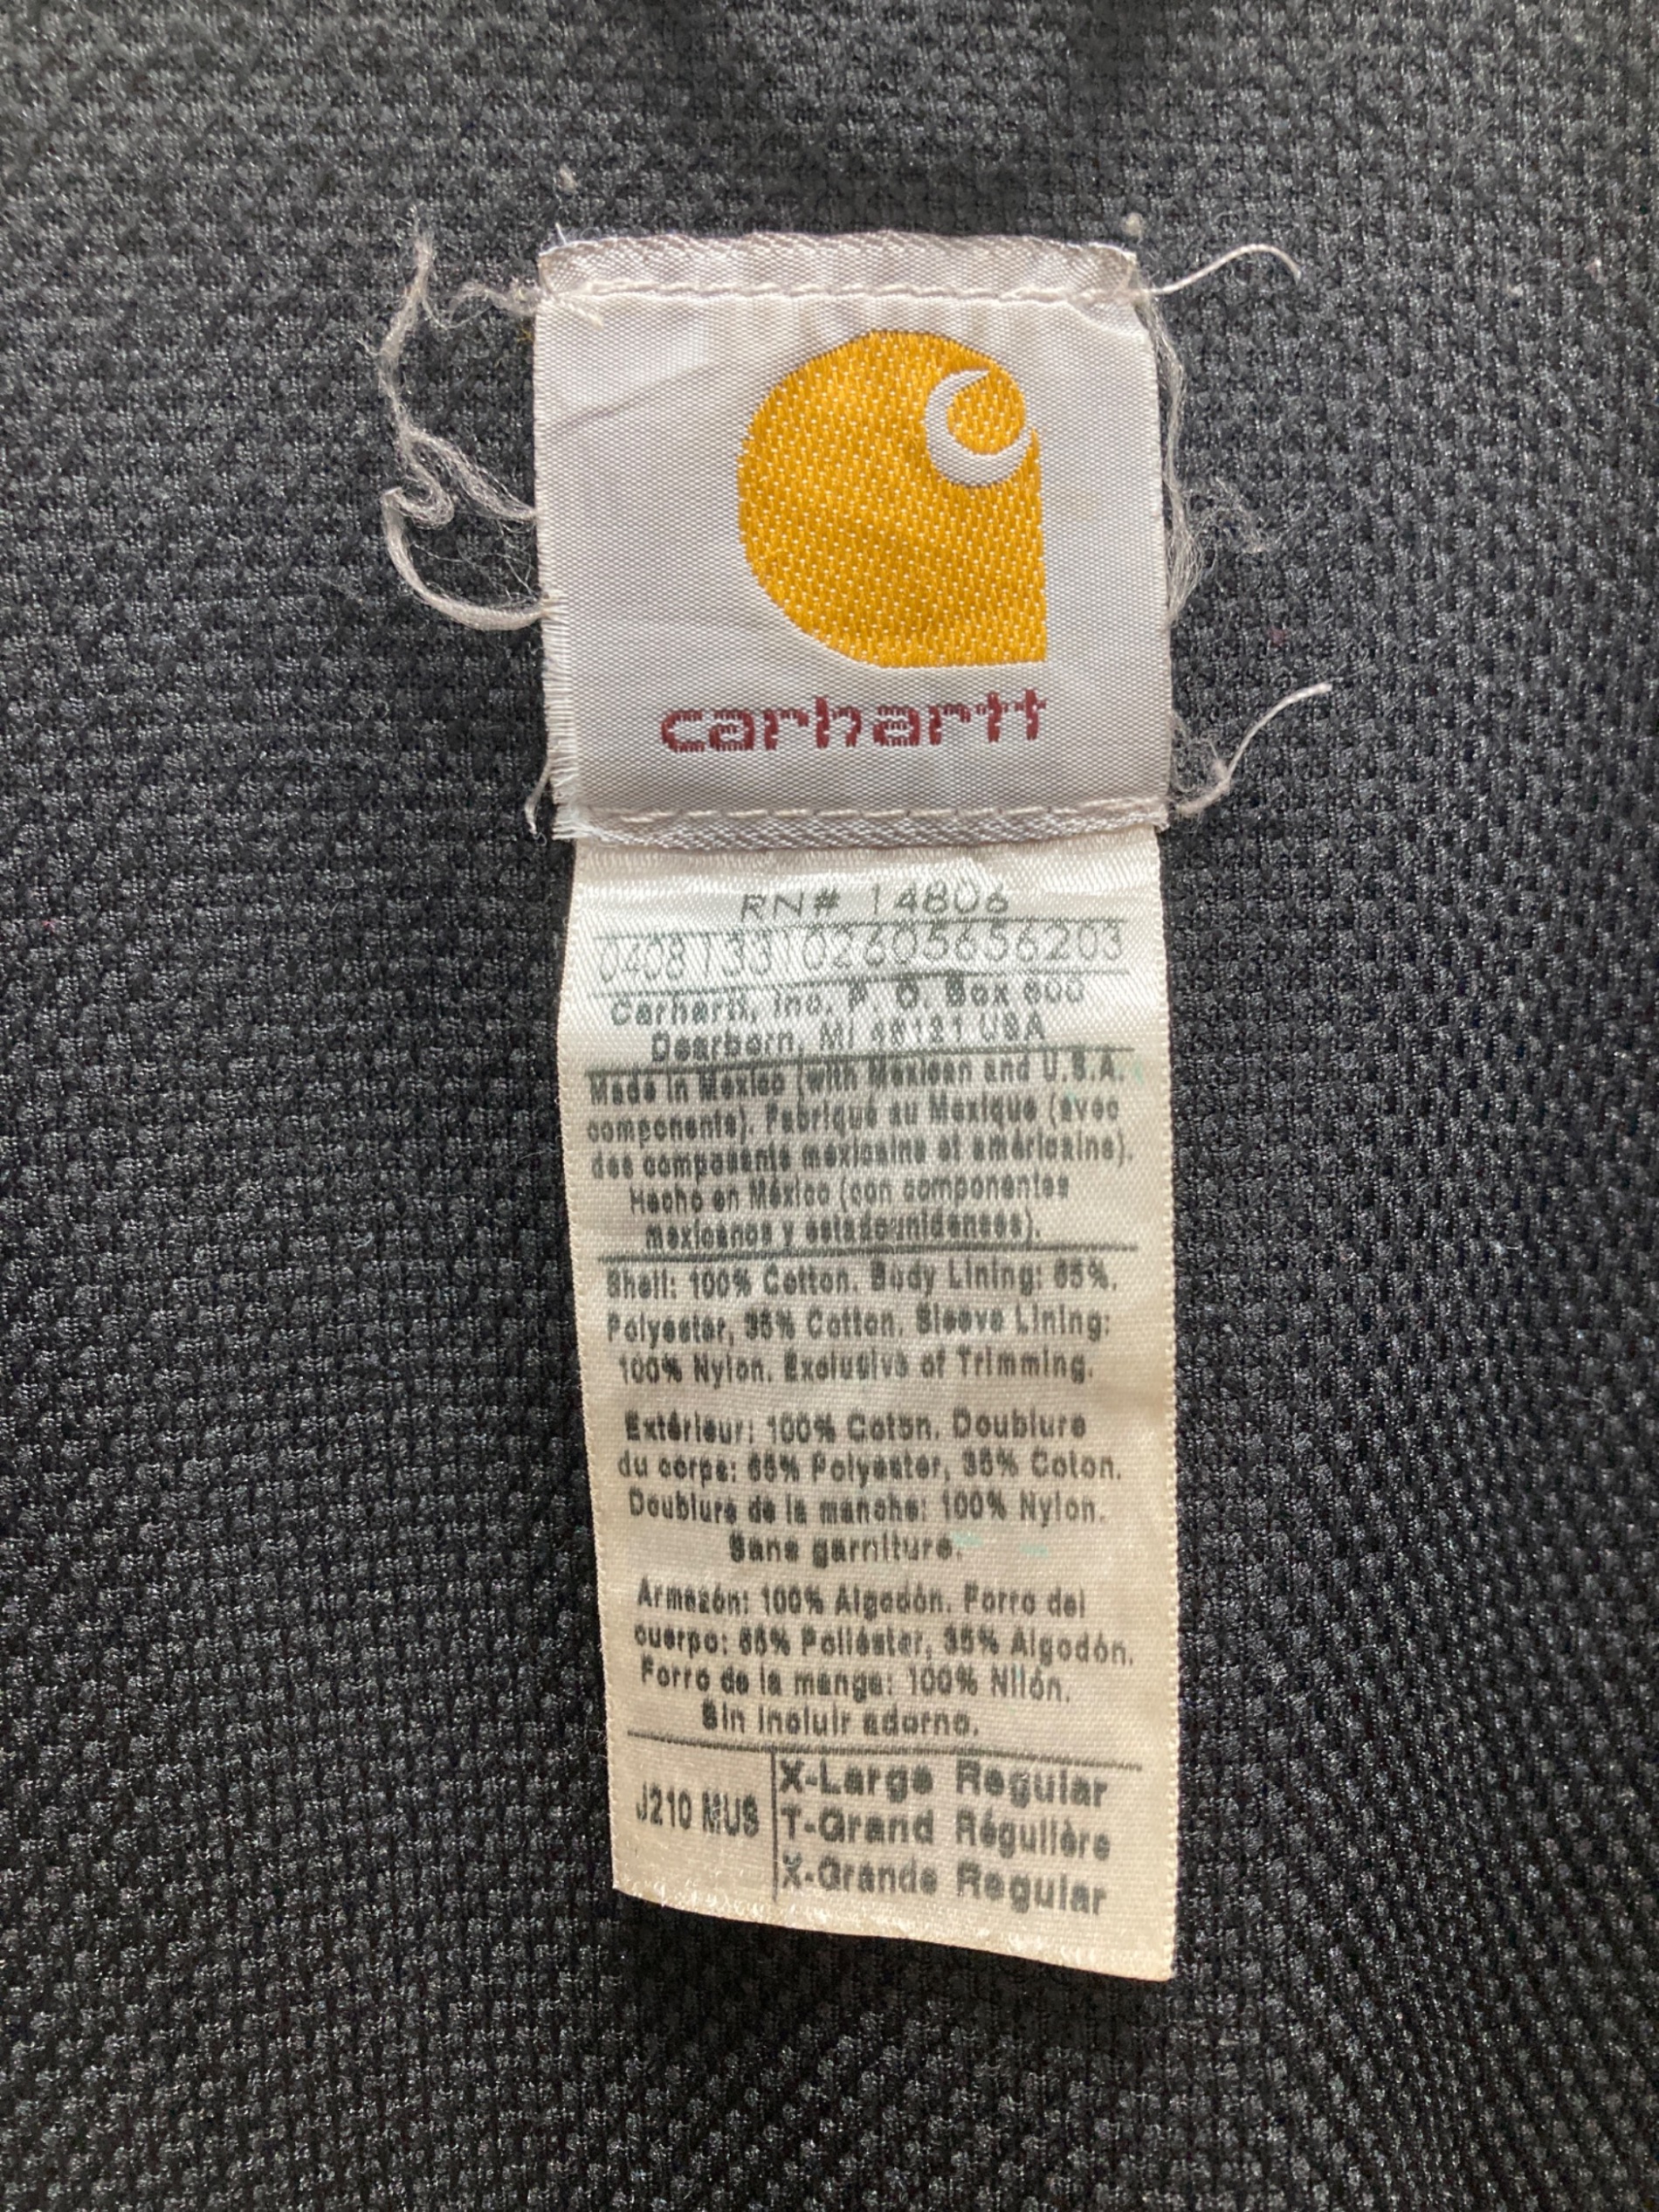 carhartt
RN# 14806
0408133102605656203
Carhartt, Inc. P. O. Box 600
Dearborn, MI 48121 USA
Made in Mexico (with Mexican and U.S.A.
components). Fabriqué au Mexique (avec
des composants mexicains et américains).
Hecho en México (con componentes
mexicanos y estadounidenses).
Shell: 100% Cotton. Body Lining: 65%.
Polyester, 35% Cotton. Sleeve Lining:
100% Nylon. Exclusive of Trimming.
Extérieur: 100% Coton. Doublure
du corps: 65% Polyester, 35% Coton.
Doublure de la manche: 100% Nylon.
Sans garniture.
Armazón: 100% Algodón. Forro del
cuerpo: 65% Poliéster, 35% Algodón.
Forro de la manga: 100% Nilón.
Sin incluir adorno.
J210 MUS
X-Large Regular
T-Grand Régulière
X-Grande Regular